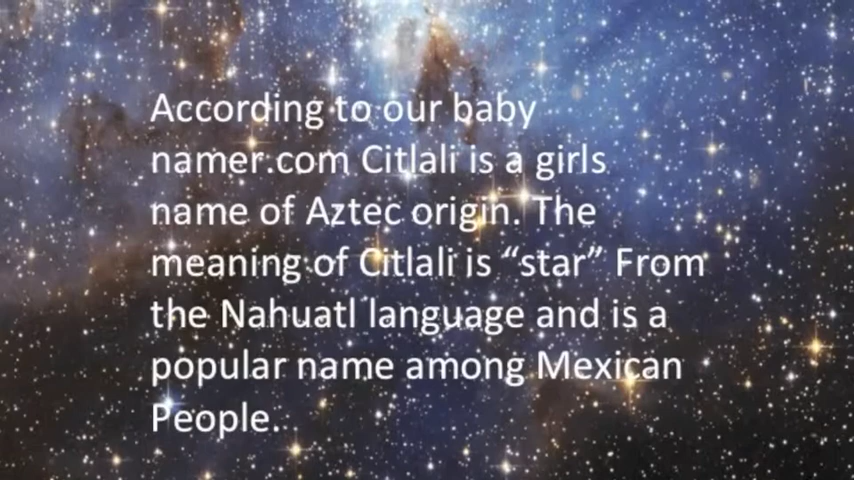 According to our baby
namer.com Citlali is a girls
name of Aztec origin. The
meaning of Citlali is “star” From
the Nahuatl language and is a
popular name among Mexican
People.